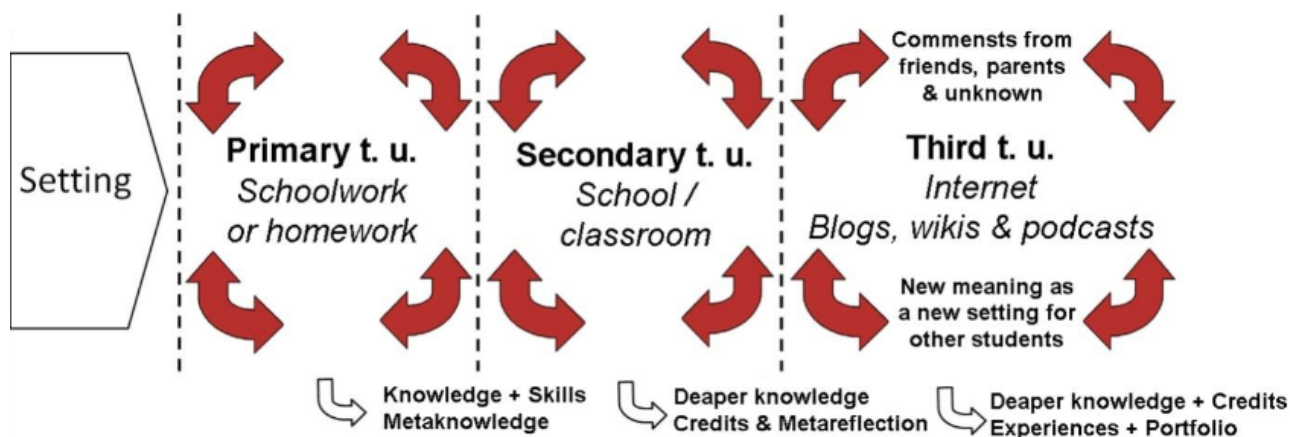 Setting
Primary t. u.
Schoolwork
or homework
Secondary t. u.
School /
classroom
Commensts from
friends, parents
& unknown
Third t. u.
Internet
Blogs, wikis & podcasts
New meaning as
a new setting for
other students
Knowledge + Skills
Metaknowledge
Deaper knowledge
Credits & Metareflection
Deaper knowledge + Credits
Experiences + Portfolio